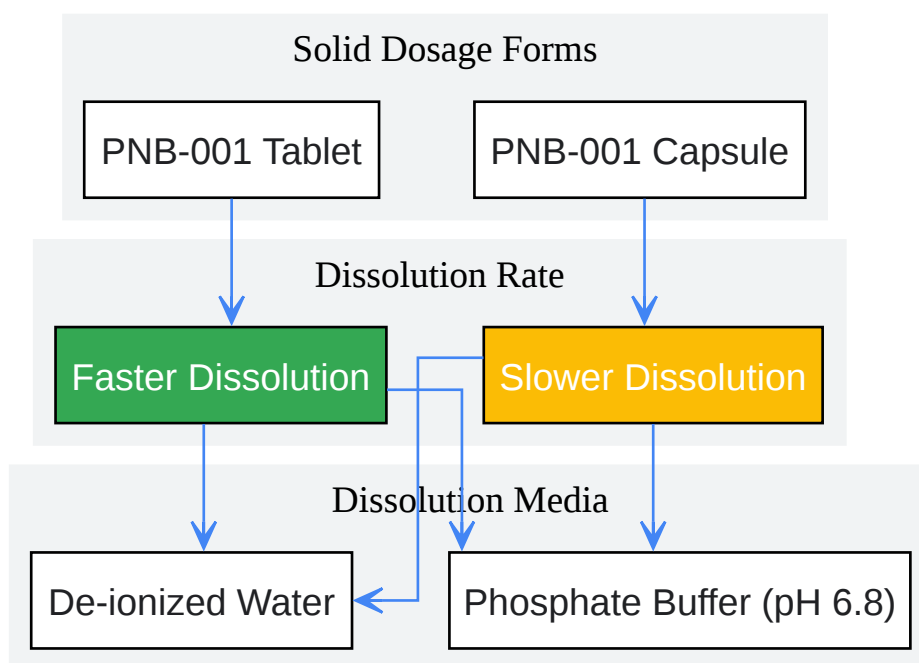 Solid Dosage Forms
PNB-001 Tablet
PNB-001 Capsule
Dissolution Rate
Faster Dissolution
Slower Dissolution
Dissolution Media
De-ionized Water
Phosphate Buffer (pH 6.8)